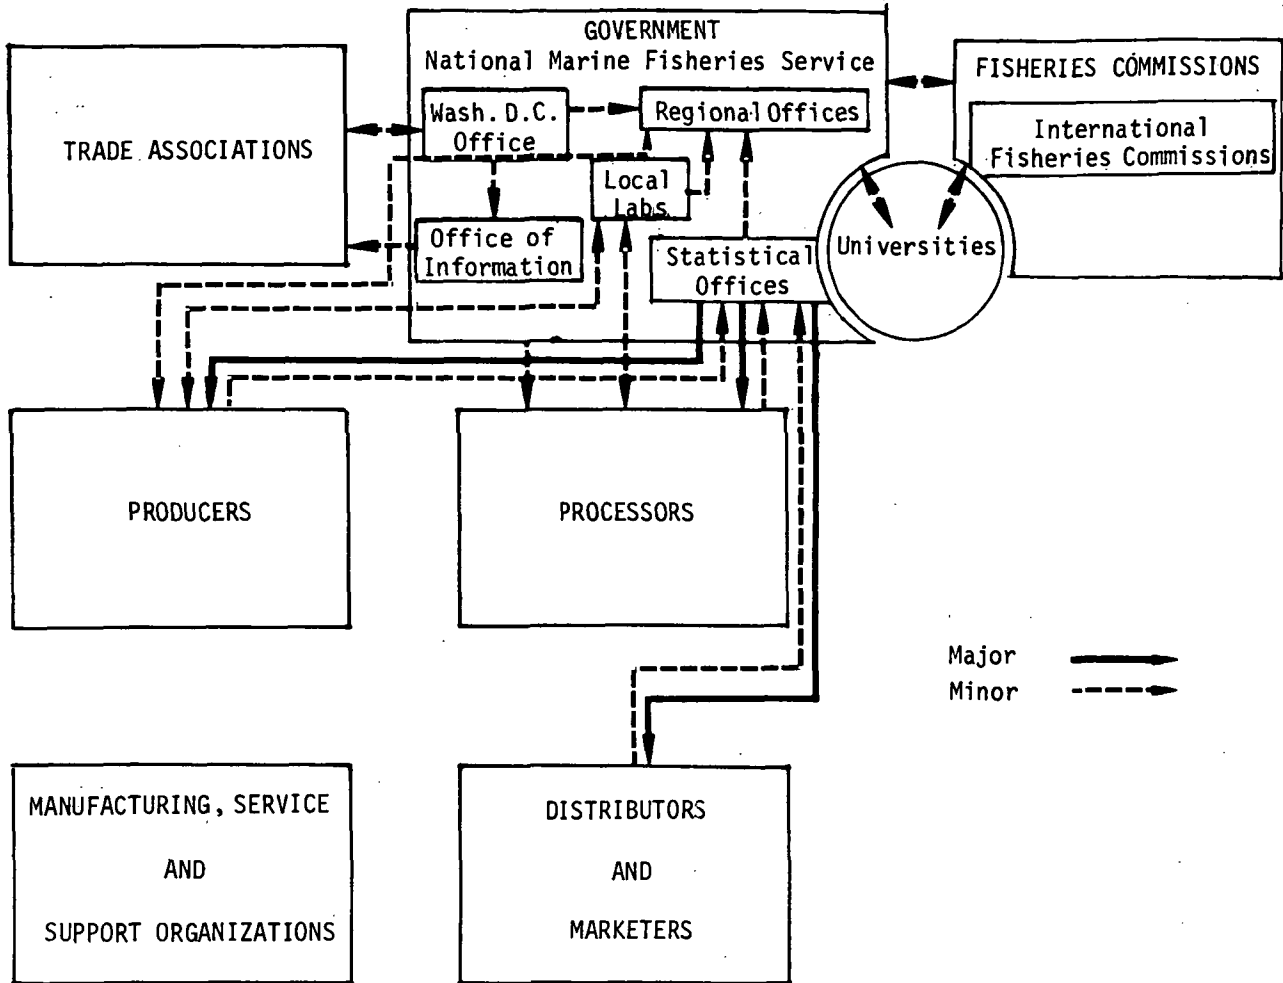 GOVERNMENT
National Marine Fisheries Service
Wash. D.C.
Office
Regional Offices
Local
Labs
Office of
Information
Statistical
Offices
TRADE ASSOCIATIONS
FISHERIES COMMISSIONS
International
Fisheries Commissions
Universities
PRODUCERS
PROCESSORS
Major
Minor
MANUFACTURING, SERVICE
AND
SUPPORT ORGANIZATIONS
DISTRIBUTORS
AND
MARKETERS